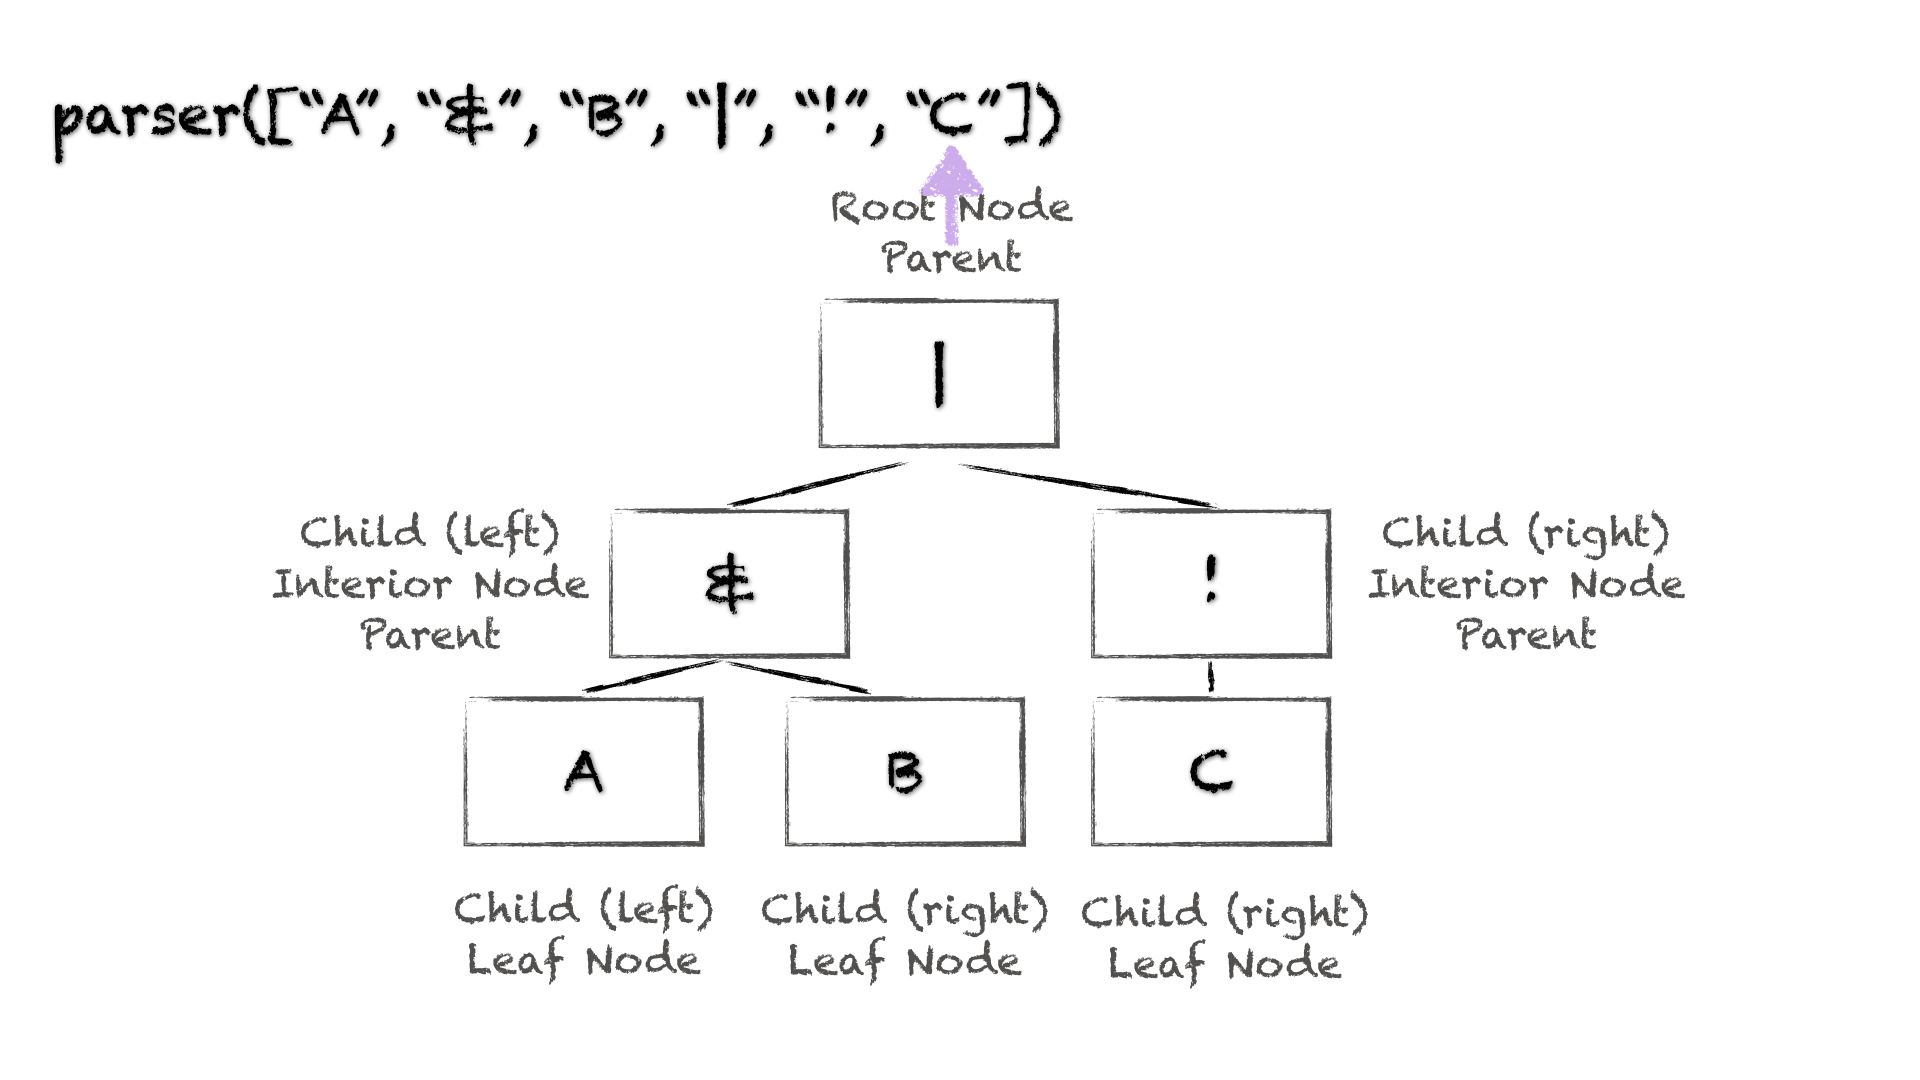 parser([“A”, “&”, “B”, “|”, “!”, “C”])
Root Node
Parent
|
Child (left)
Interior Node
Parent
&
!
Child (right)
Interior Node
Parent
A
B
C
Child (left)
Leaf Node
Child (right)
Leaf Node
Child (right)
Leaf Node